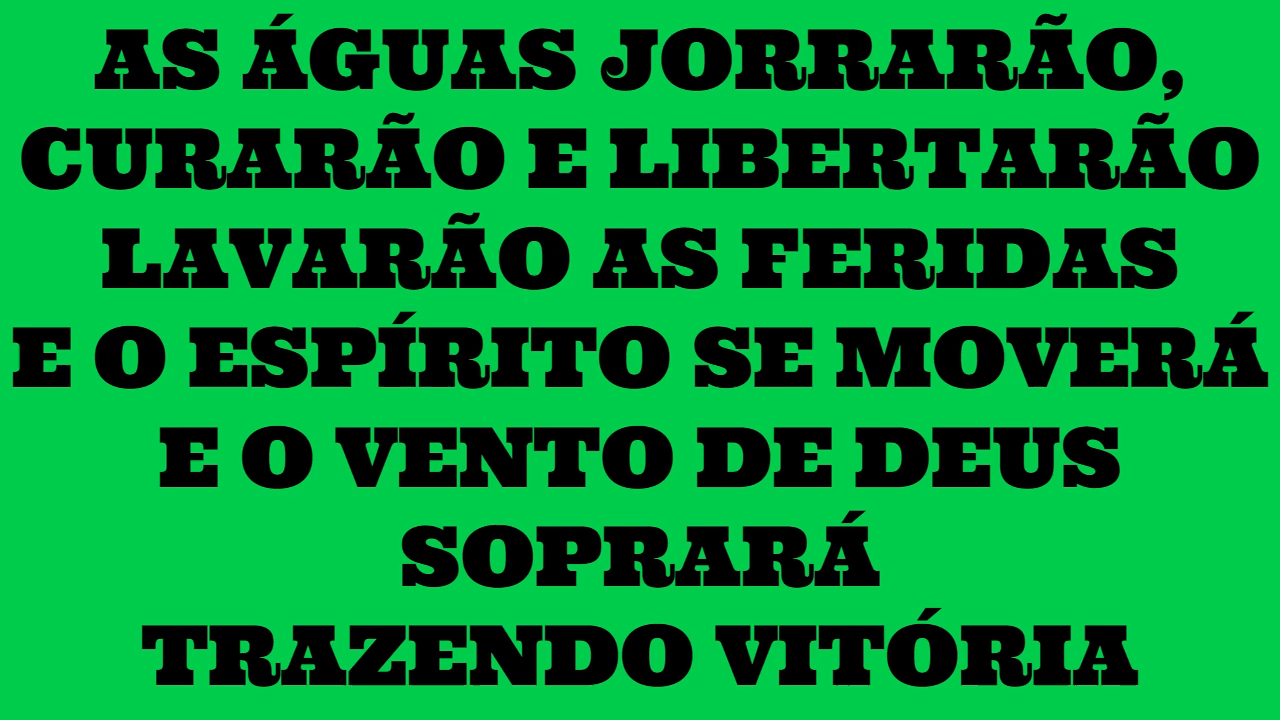 AS ÁGUAS JORRARÃO,
CURARÃO E LIBERTARÃO
LAVARÃO AS FERIDAS
E O ESPÍRITO SE MOVERÁ
E O VENTO DE DEUS
SOPRARÁ
TRAZENDO VITÓRIA